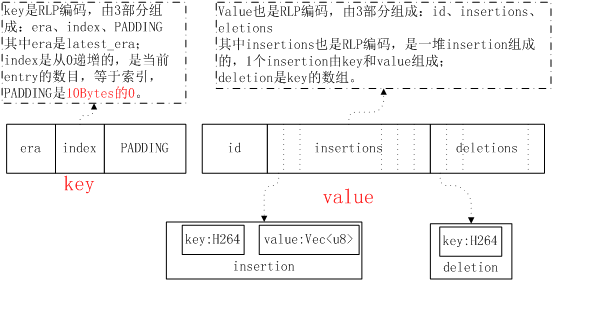 key是RLP编码，由3部分组
成：era、index、PADDING
其中era是latest_era；
index是从0递增的，是当前
entry的数目，等于索引，
PADDING是10Bytes的0。
Value也是RLP编码，由3部分组成：id、insertions、
eletions
其中insertions也是RLP编码，是一堆insertion组成
的，1个insertion由key和value组成；
deletion是key的数组。
era index PADDING
id insertions deletions
key
value
key:H264 value:Vec<u8>
insertion
key:H264
deletion